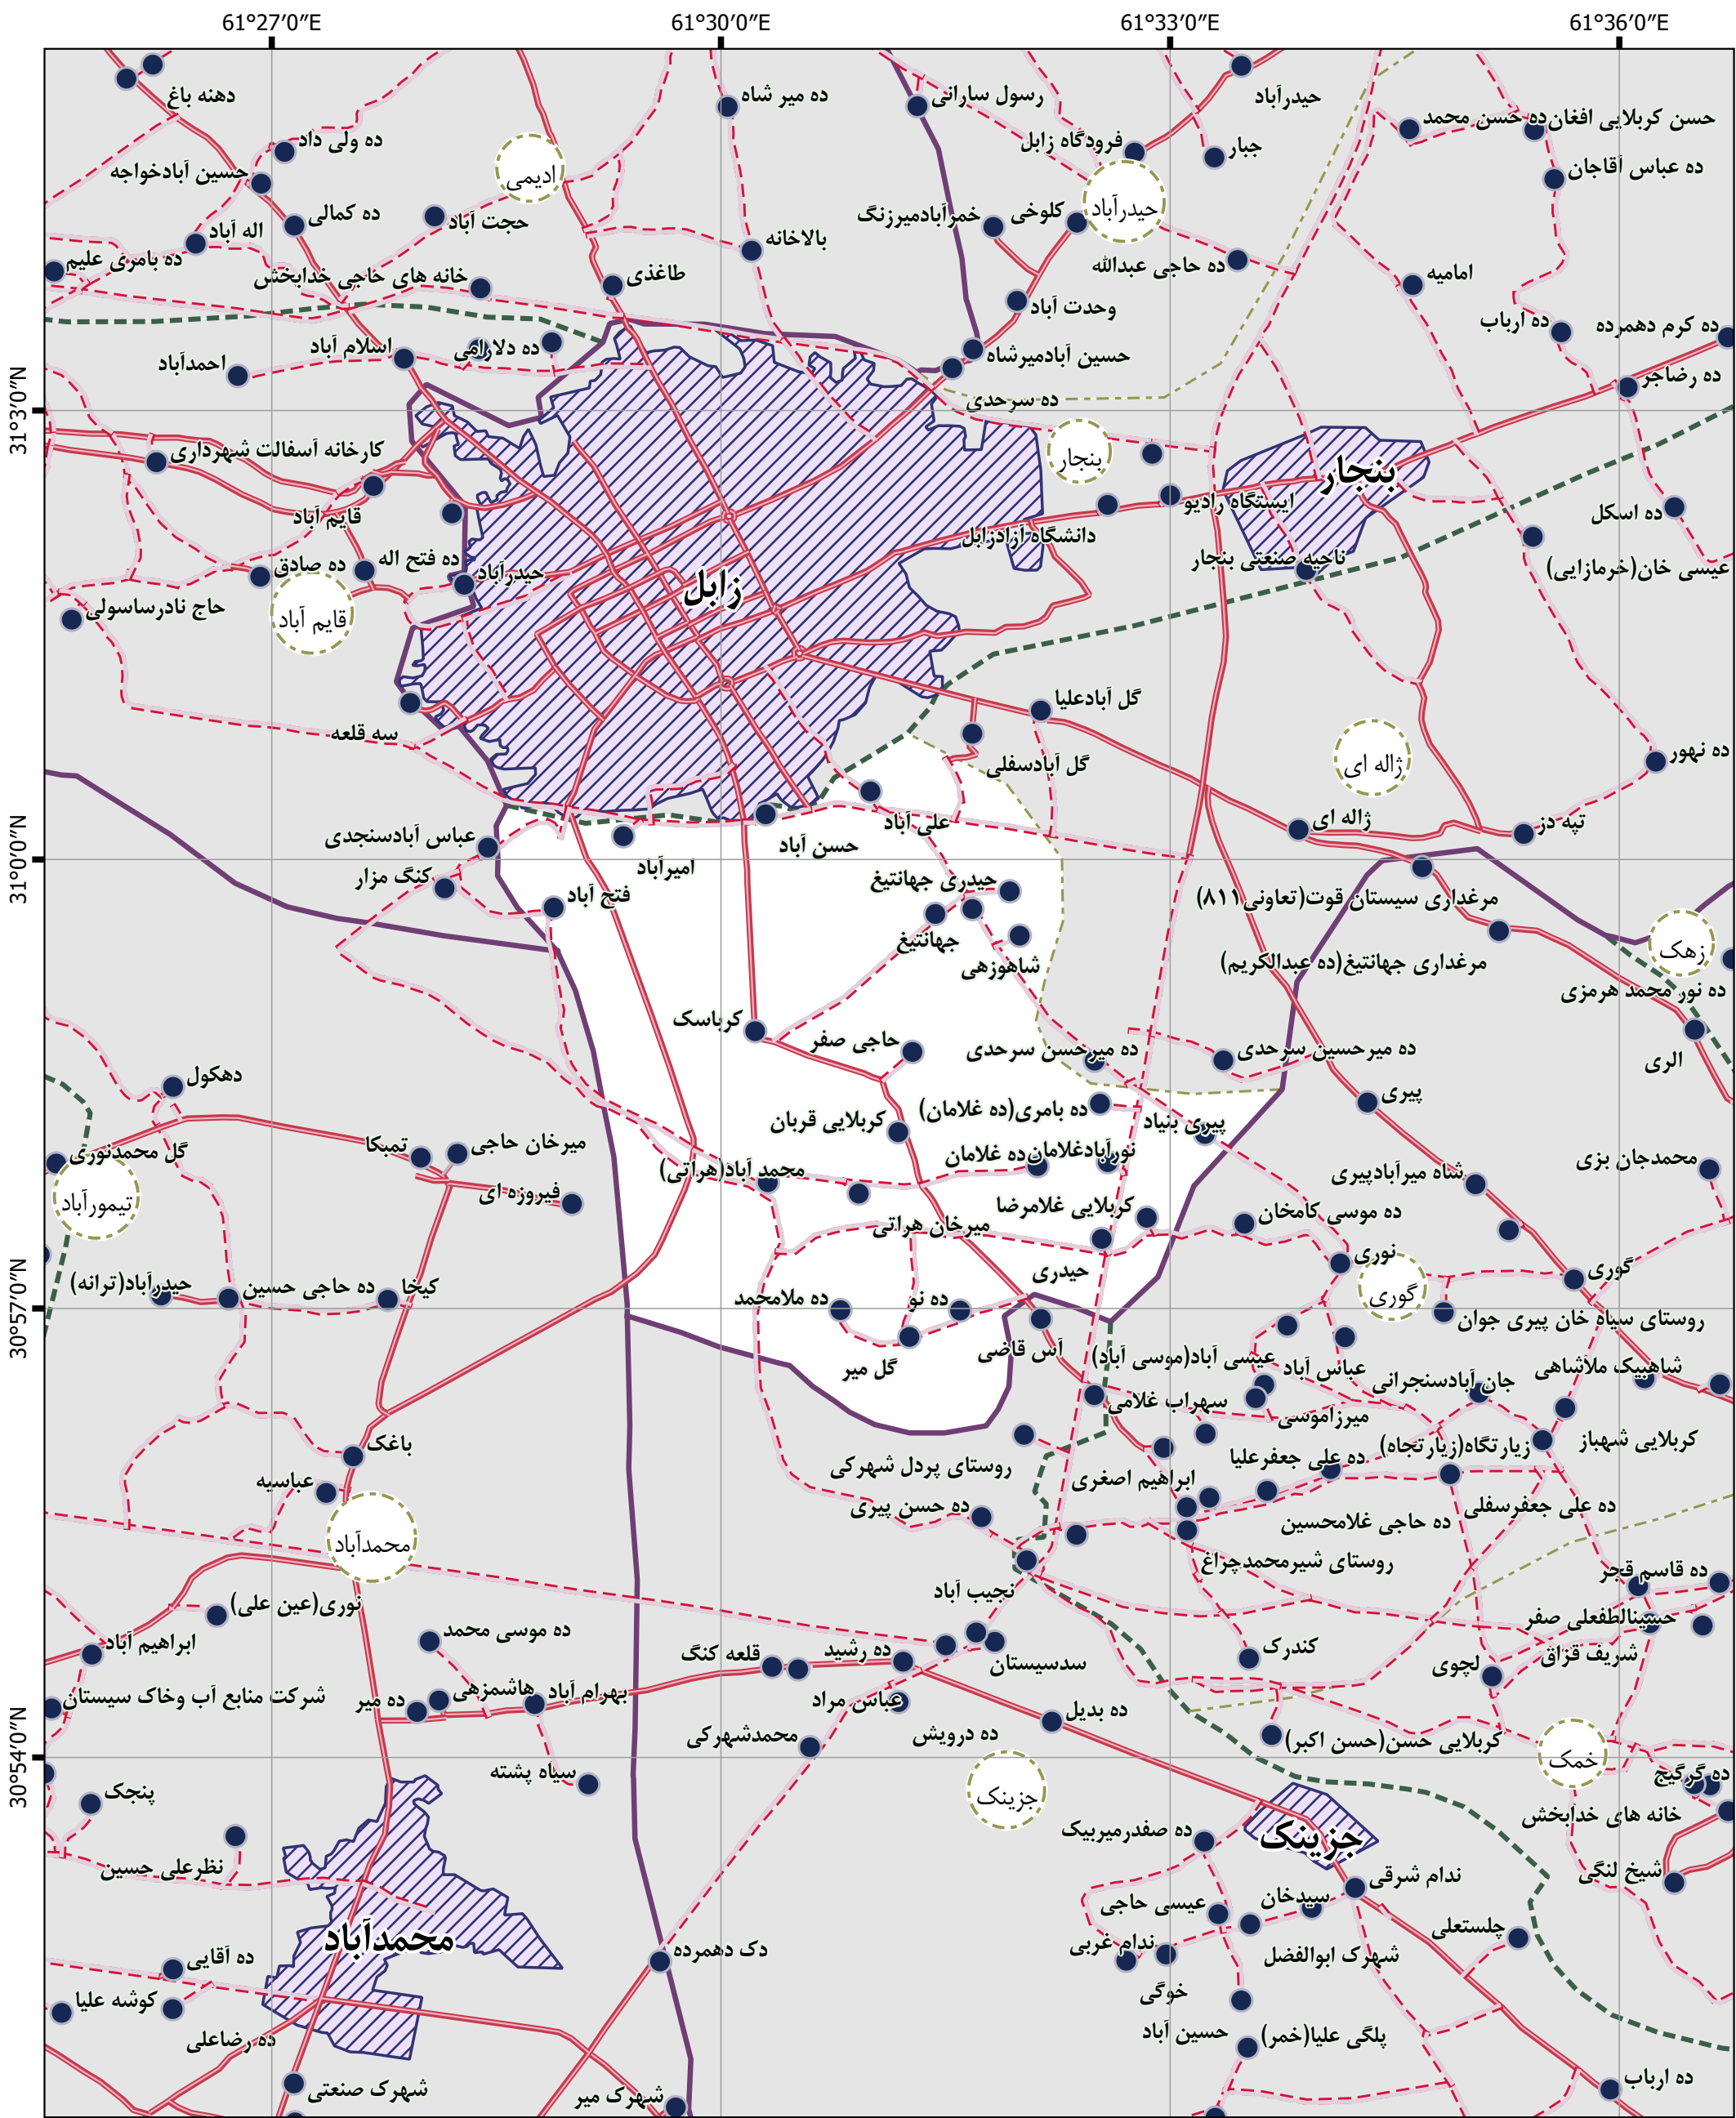 61°27′0″E
61°30′0″E
61°33′0″E
61°36′0″E
31°3′0″N
31°0′0″N
30°57′0″N
30°54′0″N
دهنه باغ
ده میر شاه
رسول سارانی
حیدرآباد
ده حسن محمد
حسن کربلایی افغان
ده ولی داد
فرودگاه زابل
جبار
ده عباس آقاجان
حسین آبادخواجه
ادیمی
حیدرآباد
ده کمالی
حجت آباد
خمرآبادمیرزنگ
کلوخی
اله آباد
بالاخانه
ده بامری علیم
خانه های حاجی خدابخش
طاغذی
ده حاجی عبدالله
امامیه
وحدت آباد
ده ارباب
ده کرم دهمرده
اسلام آباد
ده دلارامی
حسین آبادمیرشاه
احمدآباد
ده رضاجر
ده سرحدی
کارخانه آسفالت شهرداری
بنجار
بنجار
قایم آباد
ایستگاه رادیو
ده اسکل
دانشگاه آزادزابل
ده صادق
ده فتح اله
حیدرآباد
زابل
ناحیه صنعتی بنجار
عیسی خان(خرمازایی)
حاج نادرساسولی
قایم آباد
گل آبادعلیا
سه قلعه
گل آبادسفلی
ژاله ای
ده نهور
عباس آبادسنجدی
علی آباد
ژاله ای
تپه دز
حسن آباد
امیرآباد
کنگ مزار
فتح آباد
حیدری جهانتیغ
مرغداری سیستان قوت(تعاونی۸۱۱)
جهانتیغ
شاهوزهی
مرغداری جهانتیغ(ده عبدالکریم)
زهک
ده نور محمد هرمزی
کرباسک
حاجی صفر
ده میرحسن سرحدی
ده میرحسین سرحدی
الری
دهکول
پیری
کربلایی قربان
ده بامری(ده غلامان)
پیری بنیاد
گل محمدنوری
تمبکا
میرخان حاجی
محمد آباد(هراتی)
ده غلامان
نورآبادغلامان
شاه میرآبادپیری
محمدجان بزی
تیمورآباد
فیروزه ای
کربلایی غلامرضا
ده موسی کامخان
میرخان هراتی
نوری
حیدری
گوری
گوری
حیدرآباد(ترانه)
ده حاجی حسین
کیخا
ده ملامحمد
ده نو
روستای سیاه خان پیری جوان
آس قاضی
گل میر
عیسی آباد(موسی آباد)
عباس آباد
شاهبیک ملاشاهی
جان آبادسنجرانی
سهراب غلامی
میرزاموسی
باغک
عباسیه
روستای پردل شهرکی
ابراهیم اصغری
ده علی جعفرعلیا
زیارتگاه(زیارتجاه)
کربلایی شهباز
ده حسن پیری
ده علی جعفرسفلی
ده حاجی غلامحسین
محمدآباد
روستای شیرمحمدچراغ
نجیب آباد
ده قاسم قجر
نوری(عین علی)
ابراهیم آباد
ده موسی محمد
حسینالطفعلی صفر
قلعه کنگ
ده رشید
سدسیستان
کندرک
لچوی
شریف قزاق
شرکت منابع آب وخاک سیستان
ده میر
هاشمزهی
بهرام آباد
عباس مراد
ده بدیل
ده درویش
محمدشهرکی
کربلایی حسن(حسن اکبر)
خمک
سیاه پشته
پنجک
جزینک
ده گرگیج
خانه های خدابخش
ده صفدرمیربیک
جزینک
نظرعلی حسین
ندام شرقی
شیخ لنگی
عیسی حاجی
سیدخان
محمدآباد
ندام غربی
چلستعلی
دک دهمرده
شهرک ابوالفضل
ده آقایی
خوگی
کوشه علیا
ده رضاعلی
حسین آباد
پلگی علیا(خمر)
شهرک صنعتی
شهرک میر
ده ارباب